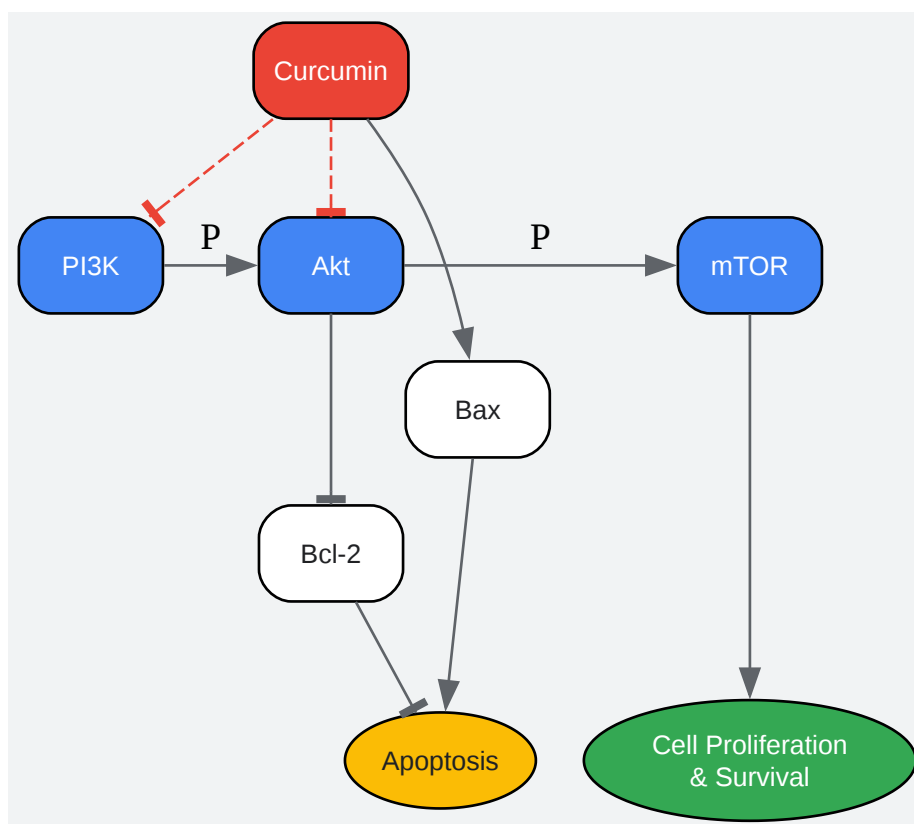 Curcumin
P
P
PI3K
Akt
mTOR
Bax
Bcl-2
Apoptosis
Cell Proliferation
& Survival